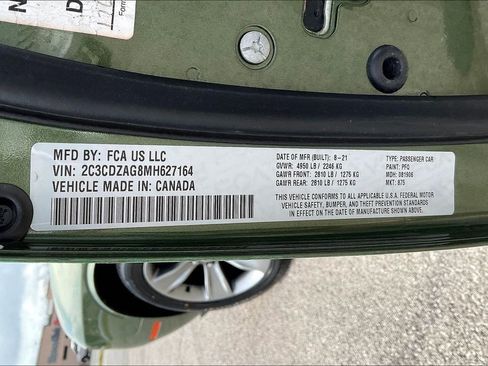 MFD BY: FCA US LLC
VIN: 2C3CDZAG8MH627164
VEHICLE MADE IN: CANADA
DATE OF MFR (BUILT): 8-21
GVWR: 4950 LB / 2246 KG
GAWR FRONT: 2810 LB / 1275 KG
GAWR REAR: 2810 LB / 1275 KG
TYPE: PASSENGER CAR
PAINT: PFQ
MDH: 081906
MKT: 875
THIS VEHICLE CONFORMS TO ALL APPLICABLE U.S.A. FEDERAL MOTOR
VEHICLE SAFETY, BUMPER, AND THEFT PREVENTION STANDARDS
IN EFFECT ON THE DATE OF MANUFACTURE SHOWN ABOVE.